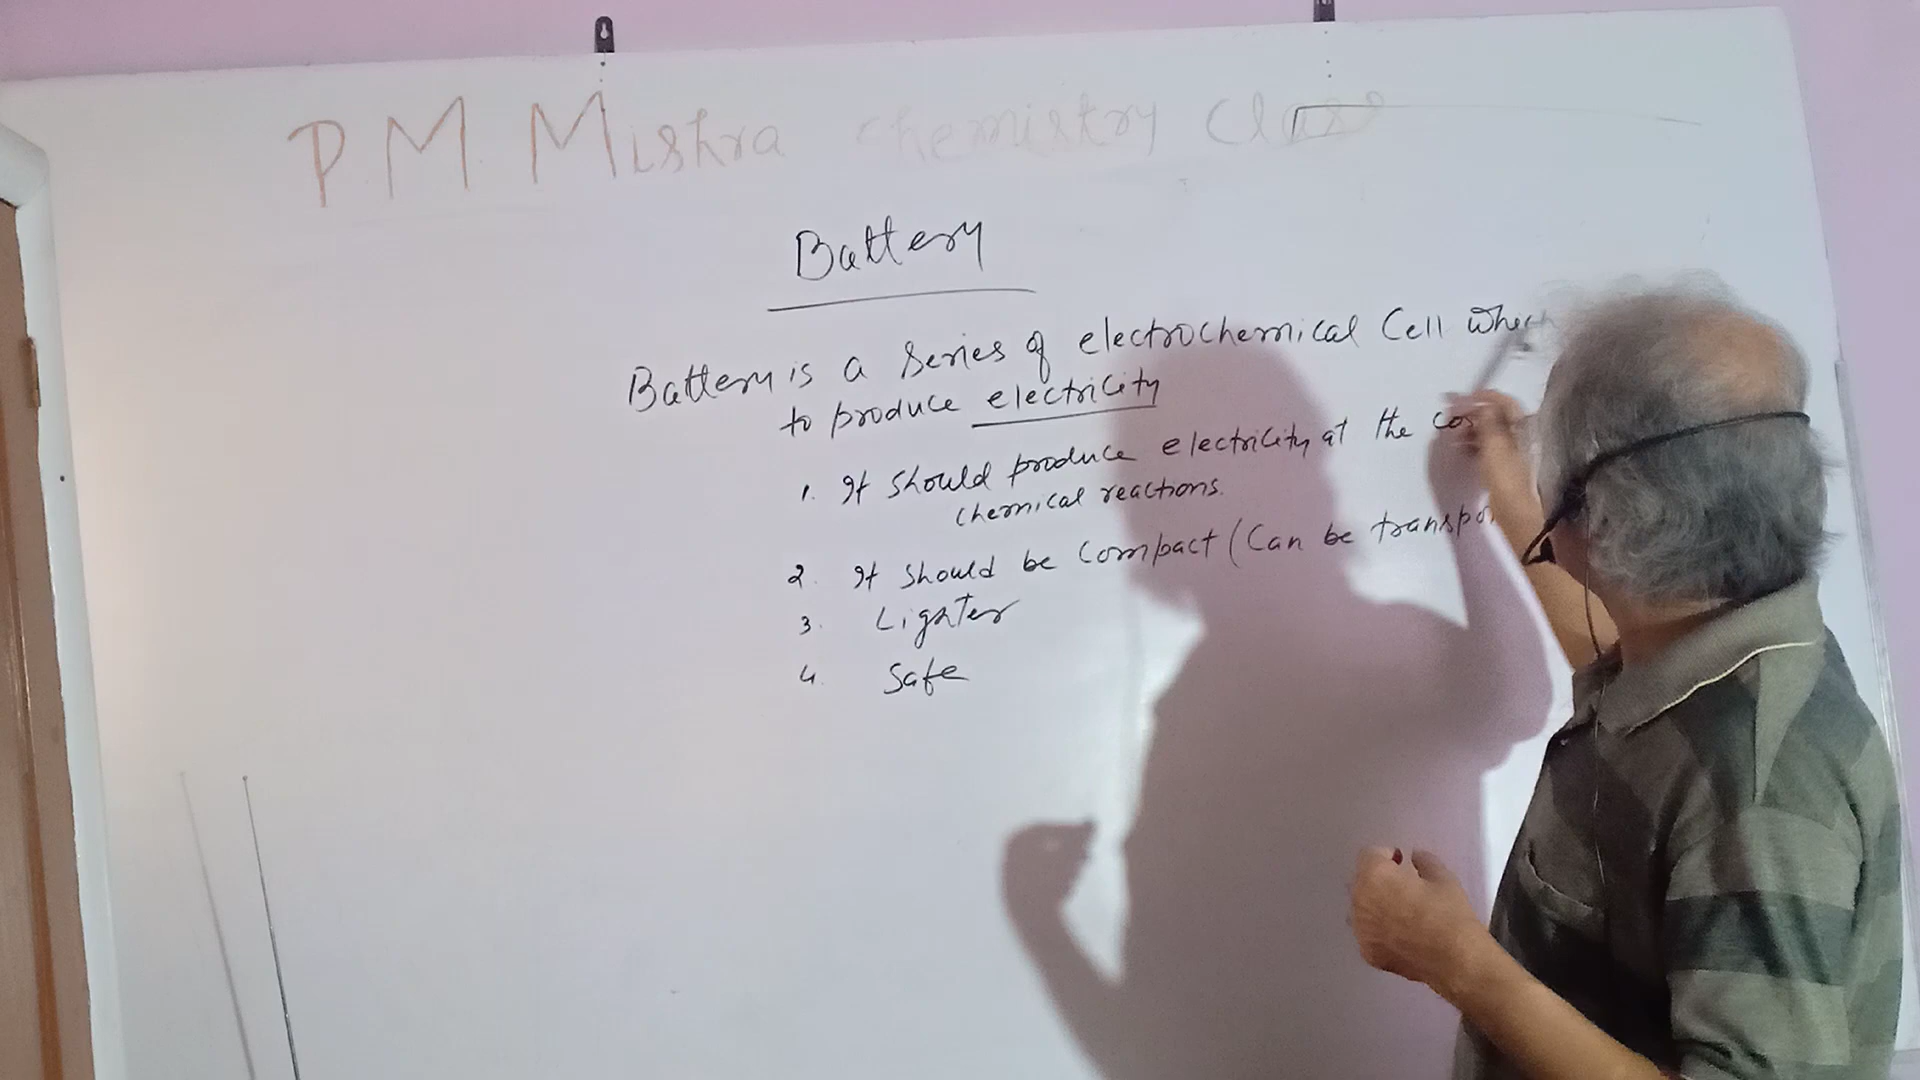 P M Mishra Chemistry Class
Battery
Battery is a Series of electrochemical Cell
to produce electricity
1. It should produce electricity at the
chemical reactions.
2. It should be compact (Can be
3. Lighter
4. Safe